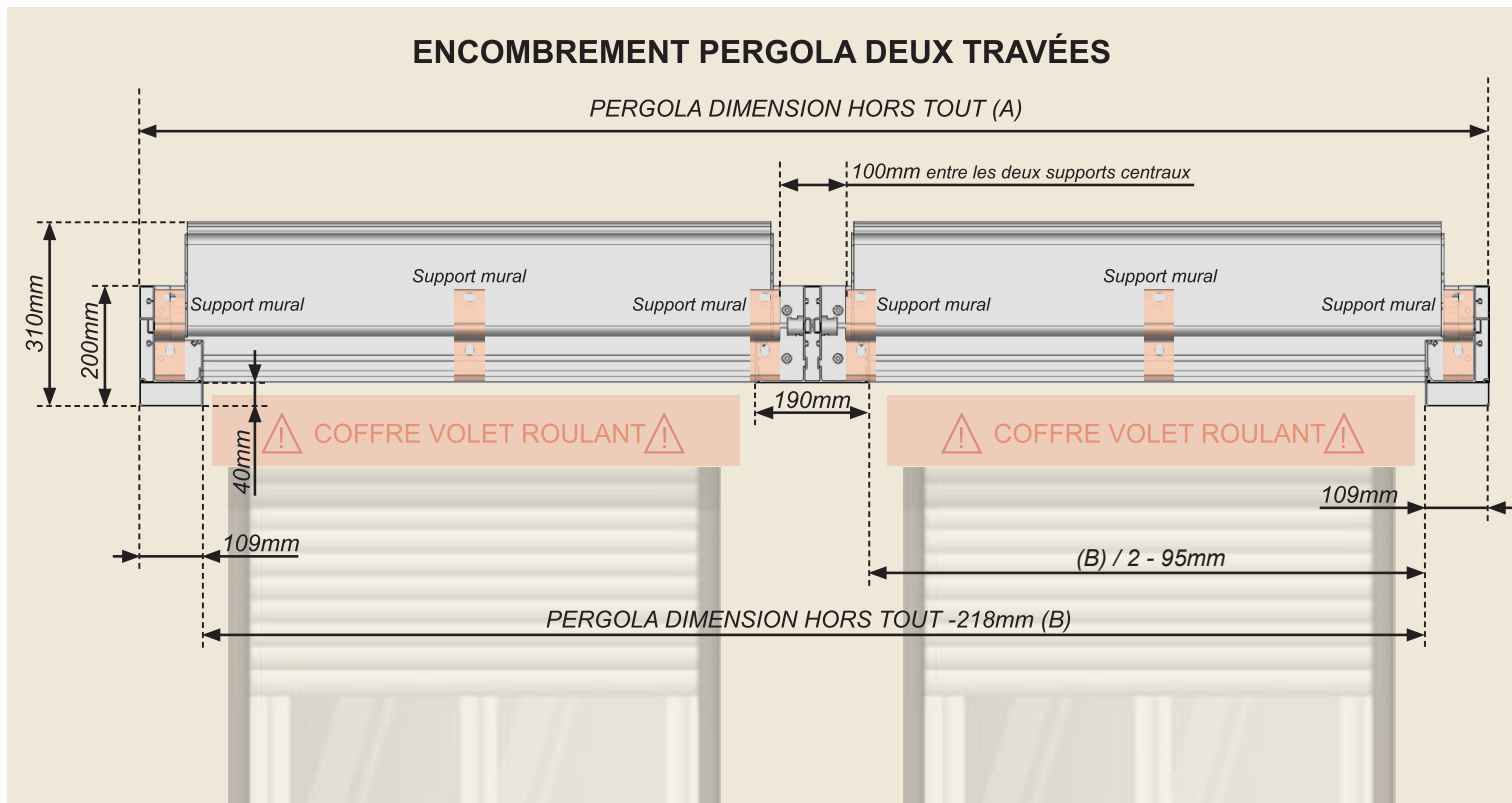 ENCOMBREMENT PERGOLA DEUX TRAVÉES
PERGOLA DIMENSION HORS TOUT (A)
100mm entre les deux supports centraux
310mm
200mm
Support mural
Support mural
Support mural
Support mural
Support mural
Support mural
190mm
COFFRE VOLET ROULANT
COFFRE VOLET ROULANT
40mm
109mm
109mm
(B) / 2 - 95mm
PERGOLA DIMENSION HORS TOUT -218mm (B)